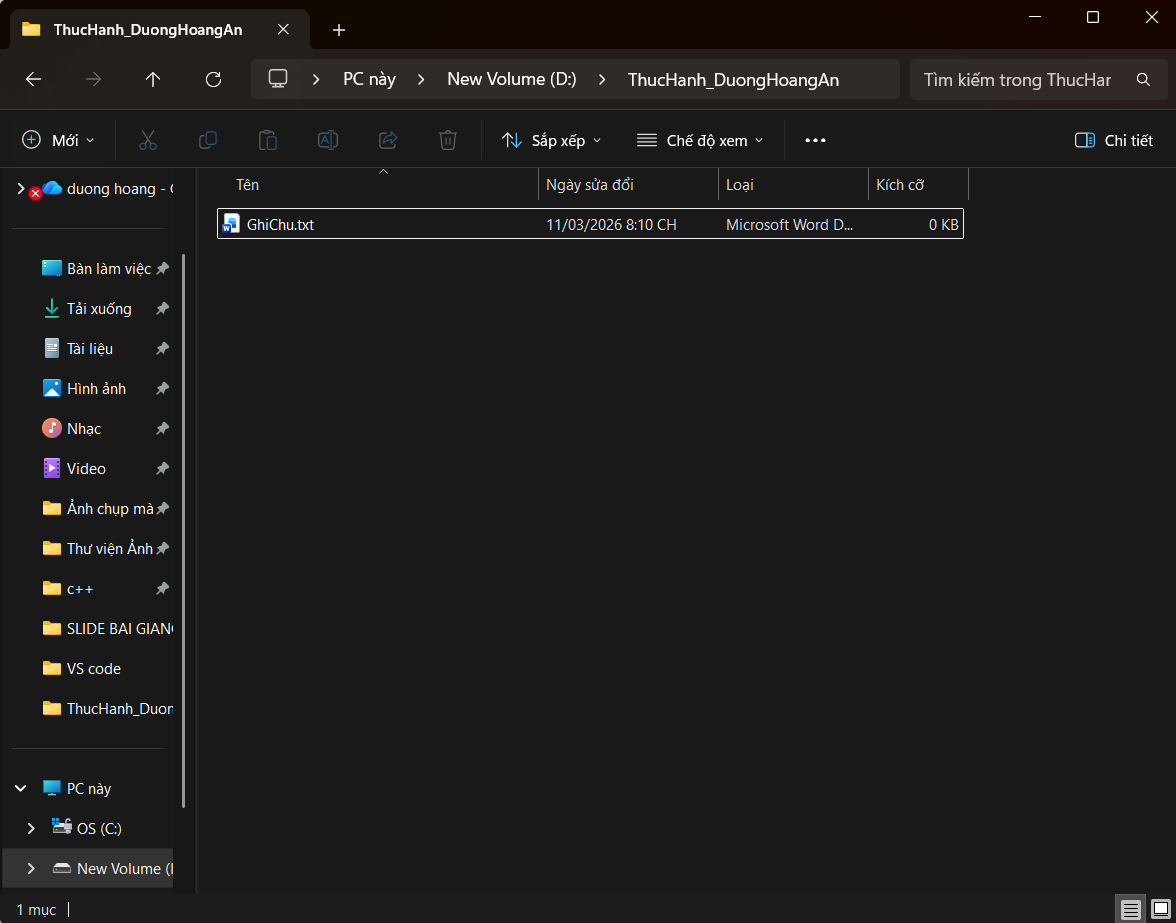 ThucHanh_DuongHoangAn
PC này
New Volume (D:)
ThucHanh_DuongHoangAn
Tìm kiếm trong ThucHar
Mới
Sắp xếp
Chế độ xem
Chi tiết
duong hoang -
Tên
Ngày sửa đổi
Loại
Kích cỡ
GhiChu.txt
11/03/2026 8:10 CH
Microsoft Word D...
0 KB
Bàn làm việc
Tải xuống
Tài liệu
Hình ảnh
Nhạc
Video
Ảnh chụp mà
Thư viện Ảnh
c++
SLIDE BAI GIAN
VS code
ThucHanh_Duon
PC này
OS (C:)
New Volume (
1 mục